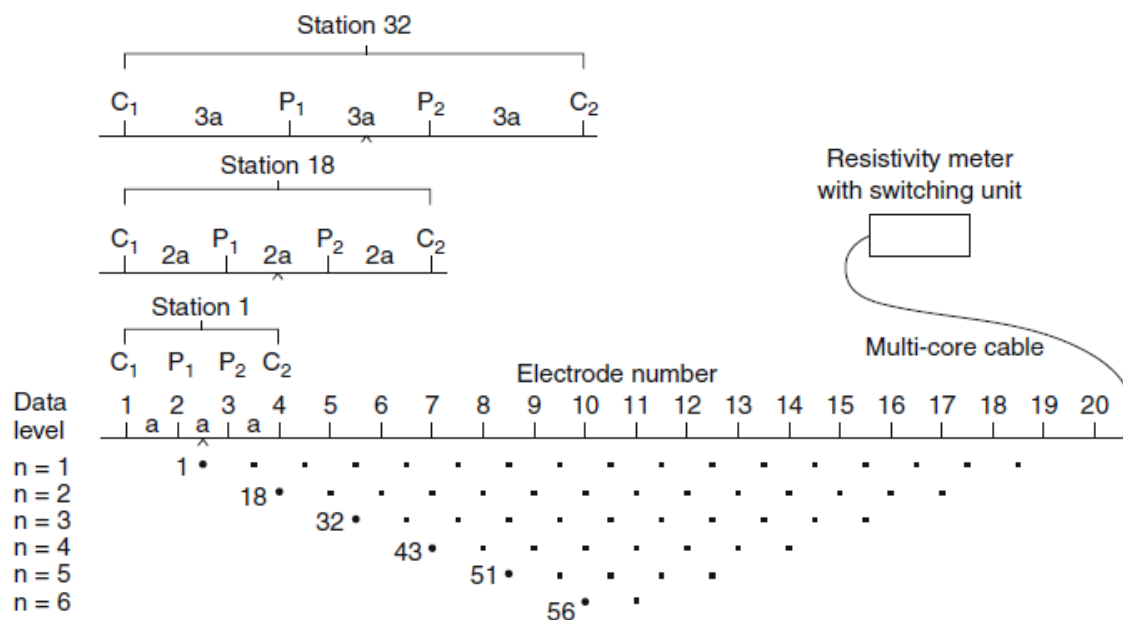 Station 32
C1 3a P1 3a P2 3a C2
Station 18
C1 2a P1 2a P2 2a C2
Resistivity meter
with switching unit
Station 1
C1 P1 P2 C2
Multi-core cable
Electrode number
Data
level
1 2 3 4 5 6 7 8 9 10 11 12 13 14 15 16 17 18 19 20
a a a
n = 1 1
n = 2 18
n = 3 32
n = 4 43
n = 5 51
n = 6 56